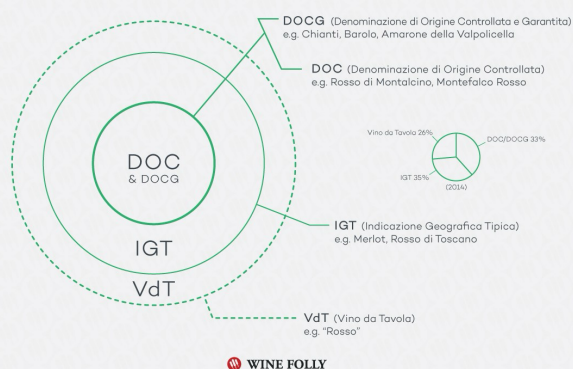 DOCG (Denominazione di Origine Controllata e Garantita)
e.g. Chianti, Barolo, Amarone della Valpolicella
DOC (Denominazione di Origine Controllata)
e.g. Rosso di Montalcino, Montefalco Rosso
DOC
& DOCG
IGT
VdT
Vino da Tavola 26%
DOC/DOCG 33%
IGT 35%
(2014)
IGT (Indicazione Geografica Tipica)
e.g. Merlot, Rosso di Toscano
VdT (Vino da Tavola)
e.g. "Rosso"
WINE FOLLY